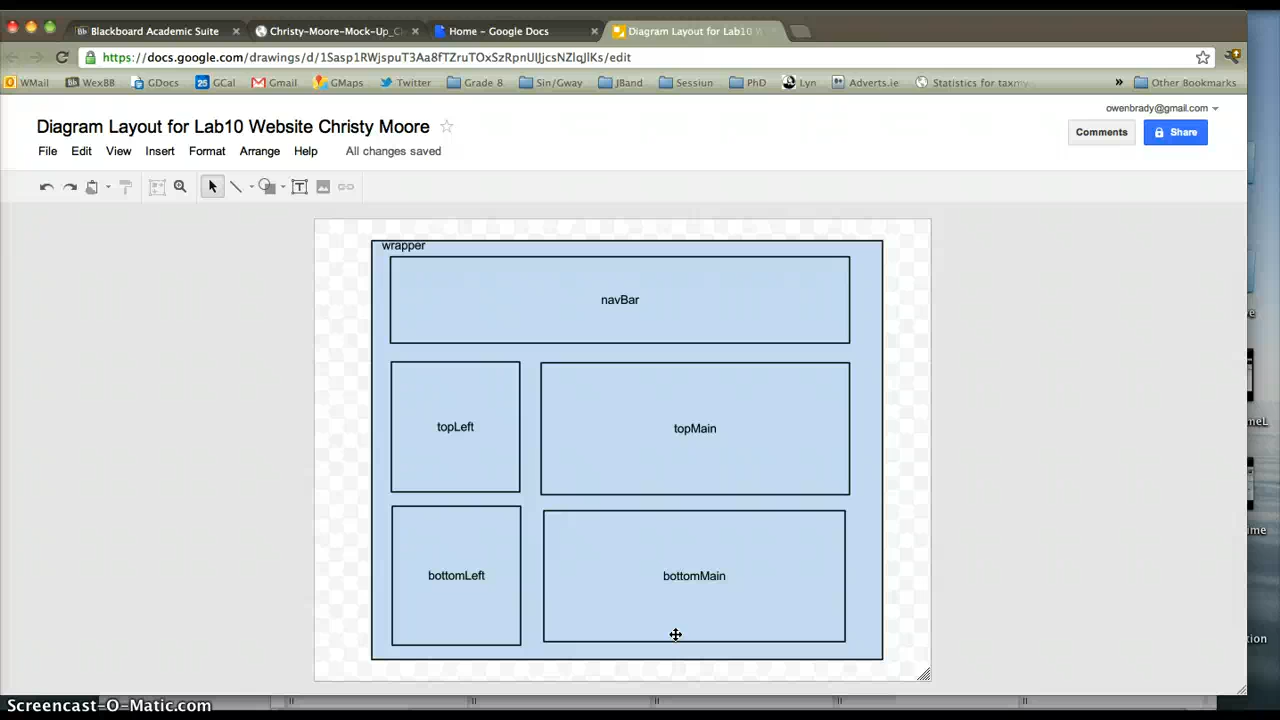 Blackboard Academic Suite
Christy-Moore-Mock-Up_C
Home - Google Docs
Diagram Layout for Lab10 W
https://docs.google.com/drawings/d/1Sasp1RWjspuT3Aa8fTZruTOxSzRpnUIJjcsNZlqJlKs/edit
WMail
WexBB
GDocs
GCal
Gmail
GMaps
Twitter
Grade 8
Sin/Gway
JBand
Sessiun
PhD
Lyn
Adverts.ie
Statistics for taxmy
»
Other Bookmarks
owenbrady@gmail.com
Diagram Layout for Lab10 Website Christy Moore
Comments
Share
File Edit View Insert Format Arrange Help All changes saved
wrapper
navBar
topLeft
topMain
bottomLeft
bottomMain
Screencast-O-Matic.com